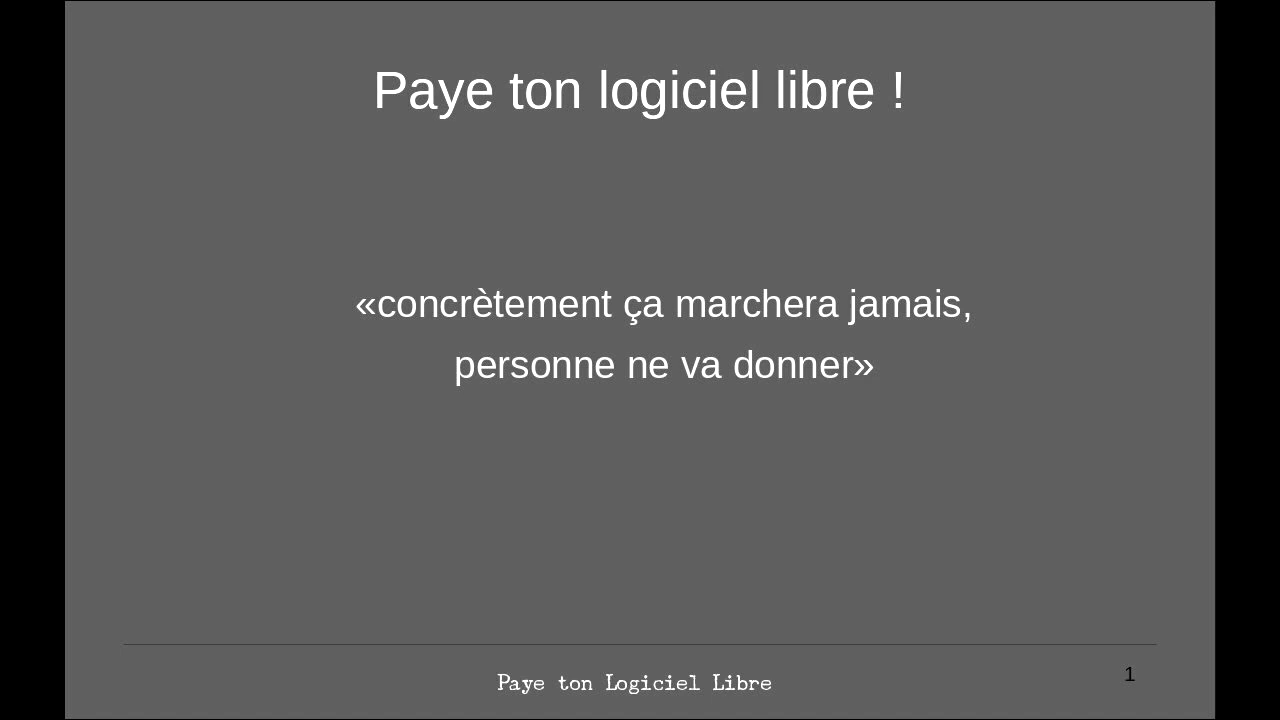 Paye ton logiciel libre !
«concrètement ça marchera jamais,
personne ne va donner»
Paye ton Logiciel Libre
1